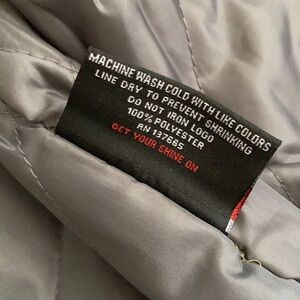 MACHINE WASH COLD WITH LIKE COLORS
LINE DRY TO PREVENT SHRINKING
DO NOT IRON LOGO
100% POLYESTER
RN 137665
GET YOUR SHINE ON